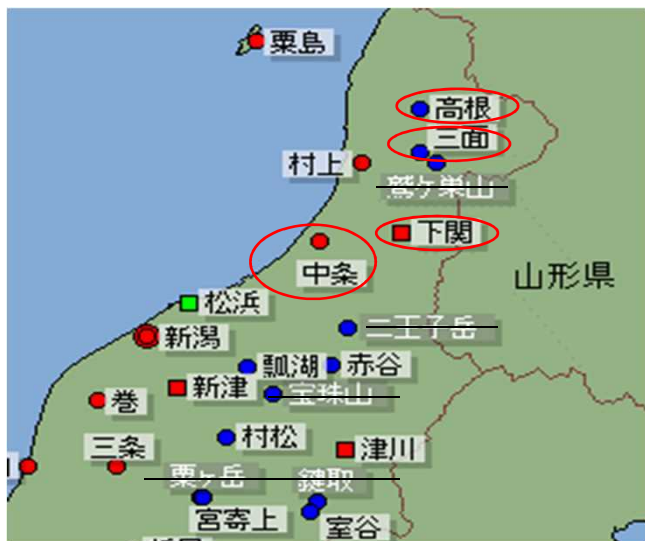 粟島
高根
三面
村上
鷲ヶ巣山
下関
中条
山形県
松浜
二王子岳
新潟
瓢湖
赤谷
新津
宝珠山
巻
村松
三条
津川
粟ヶ岳
鍵取
宮寄上
室谷